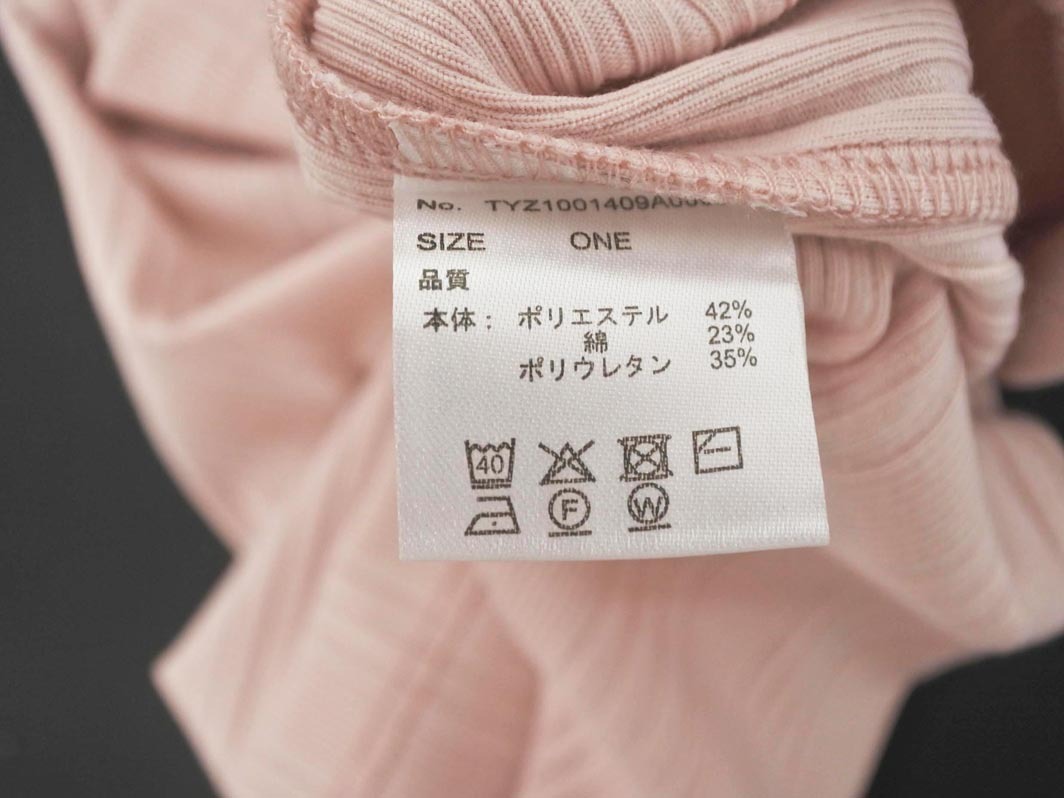 No. TYZ1001409A
SIZE ONE
品質
本体： ポリエステル 42%
綿 23%
ポリウレタン 35%
40
F W